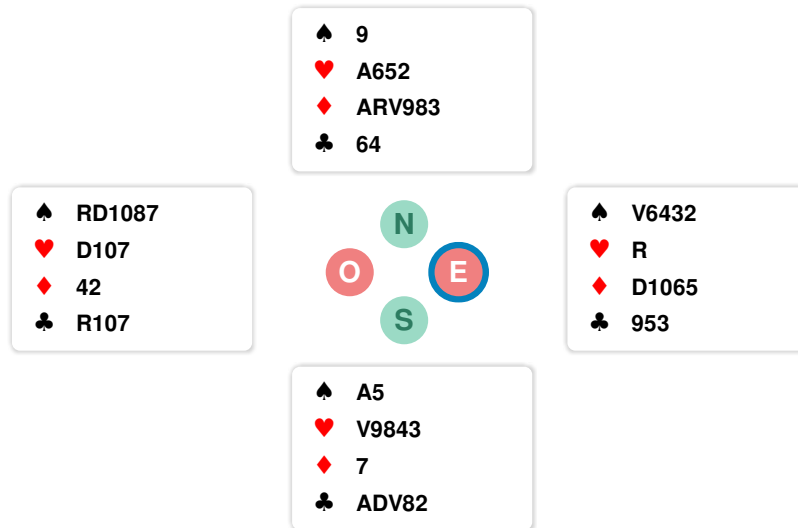 ♠ 9
♥ A652
♦ ARV983
♣ 64
♠ RD1087
♥ D107
♦ 42
♣ R107
N
O E
S
♠ V6432
♥ R
♦ D1065
♣ 953
♠ A5
♥ V9843
♦ 7
♣ ADV82